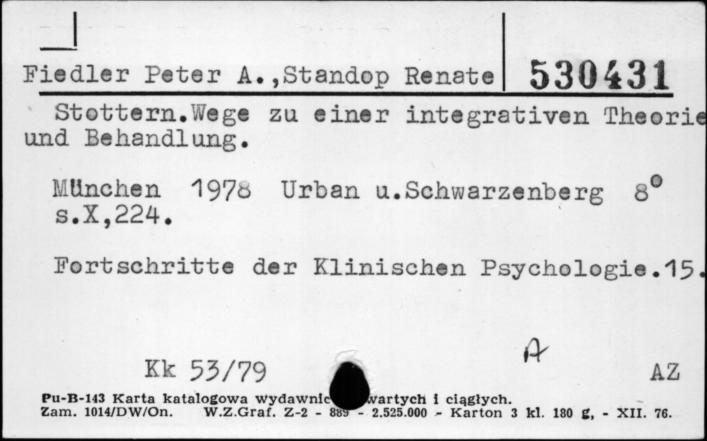 Fiedler Peter A.,Standop Renate 530431
Stottern.Wege zu einer integrativen Theorie
und Behandlung.
München 1978 Urban u.Schwarzenberg 8°
s.X,224.
Fortschritte der Klinischen Psychologie.15.
A
Kk 53/79 AZ
Pu-B-143 Karta katalogowa wydawnic wartych i ciągłych.
Zam. 1014/DW/On. W.Z.Graf. Z-2 - 889 - 2.525.000 - Karton 3 kl. 180 g, - XII. 76.